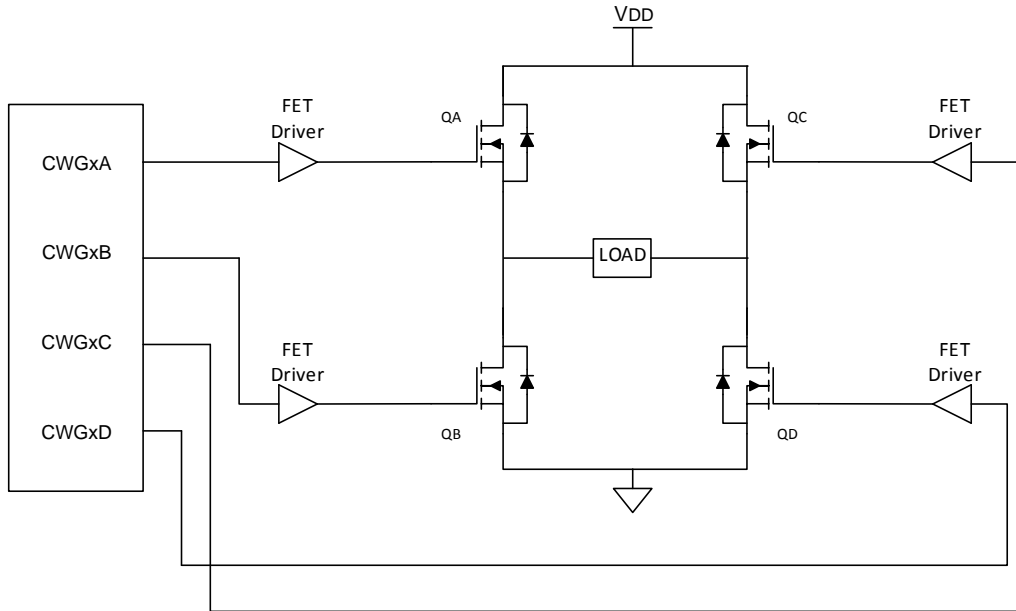 VDD
FET
Driver
QA
QC
FET
Driver
CWGxA
CWGxB
LOAD
CWGxC
FET
Driver
FET
Driver
CWGxD
QB
QD